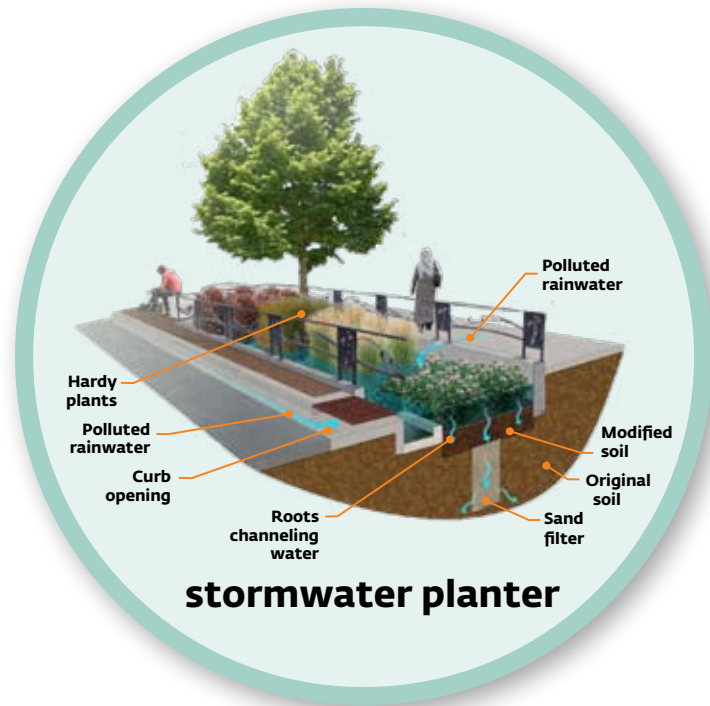 Polluted
rainwater
Hardy
plants
Polluted
rainwater
Curb
opening
Roots
channeling
water
Modified
soil
Original
soil
Sand
filter
stormwater planter